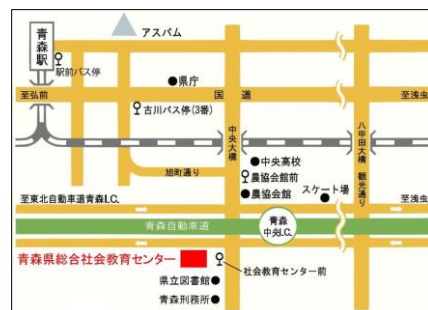 アスパム
青森駅
駅前バス停
県庁
至弘前
国道
至浅虫
古川バス停(3番)
中央大橋
八甲田大橋
観光通り
旭町通り
中央高校
農協会館前
農協会館
スケート場
至東北自動車道青森I.C.
至浅虫
青森自動車道
青森
中央I.C.
青森県総合社会教育センター
社会教育センター前
県立図書館
青森刑務所